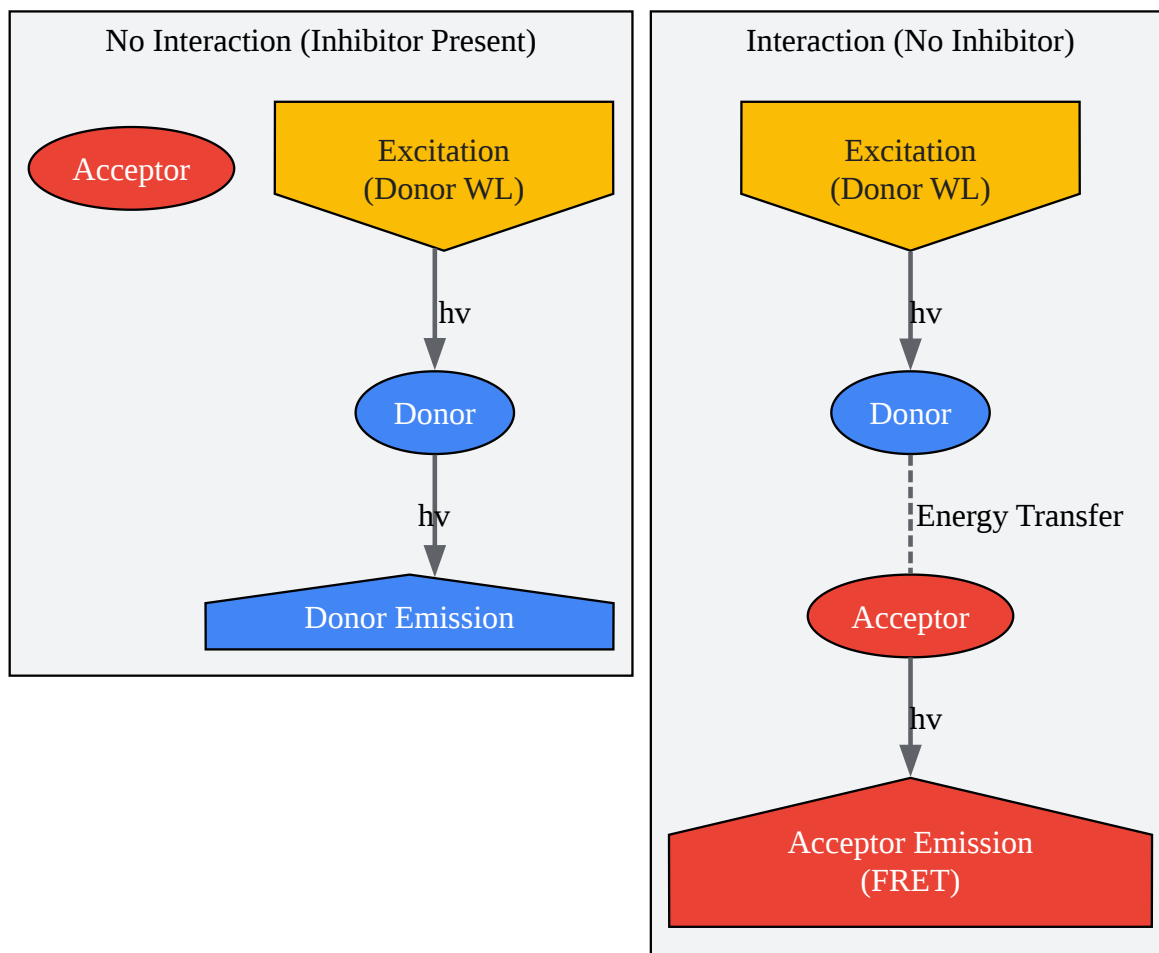 No Interaction (Inhibitor Present)
Acceptor
Excitation
(Donor WL)
hv
Donor
hv
Donor Emission
Interaction (No Inhibitor)
Excitation
(Donor WL)
hv
Donor
Energy Transfer
Acceptor
hv
Acceptor Emission
(FRET)